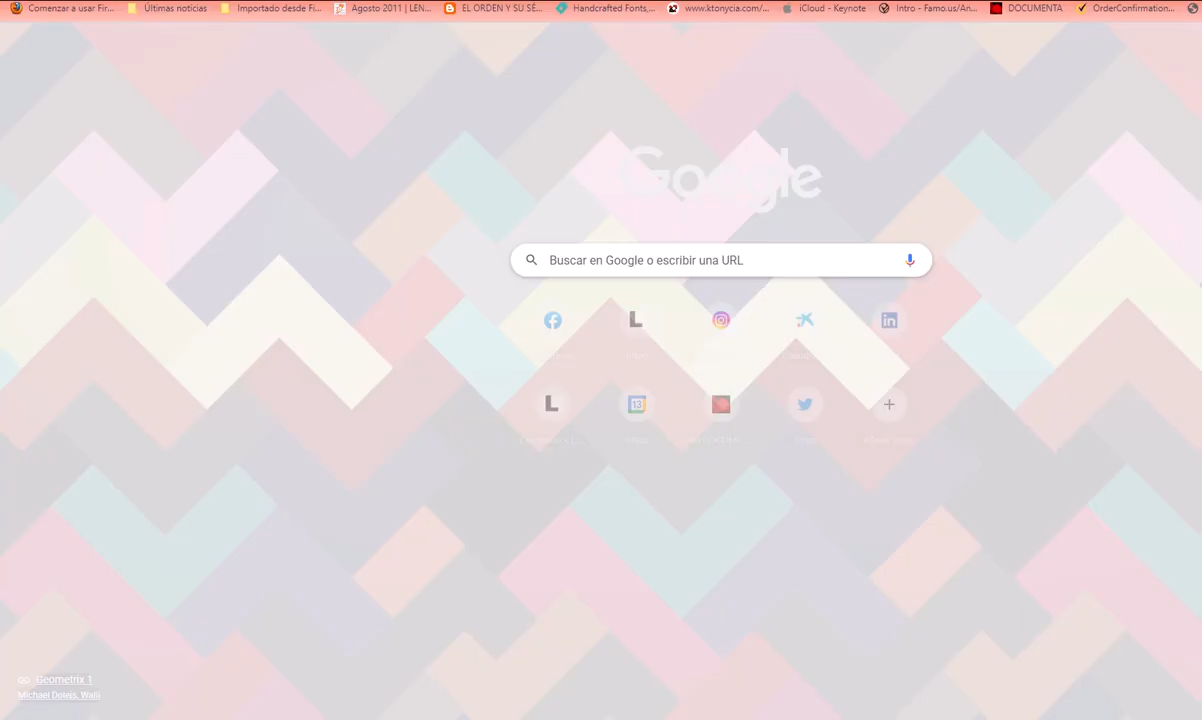 Comenzar a usar Fir... Últimas noticias Importado desde Fi... Agosto 2011 | LEN... EL ORDEN Y SU SÉ... Handcrafted Fonts,... www.ktonycia.com/... iCloud - Keynote Intro - Famo.us/An... DOCUMENTA OrderConfirmation...
Google
Buscar en Google o escribir una URL
L
L 13
Geometrix 1
Michael Doleiss, Walli